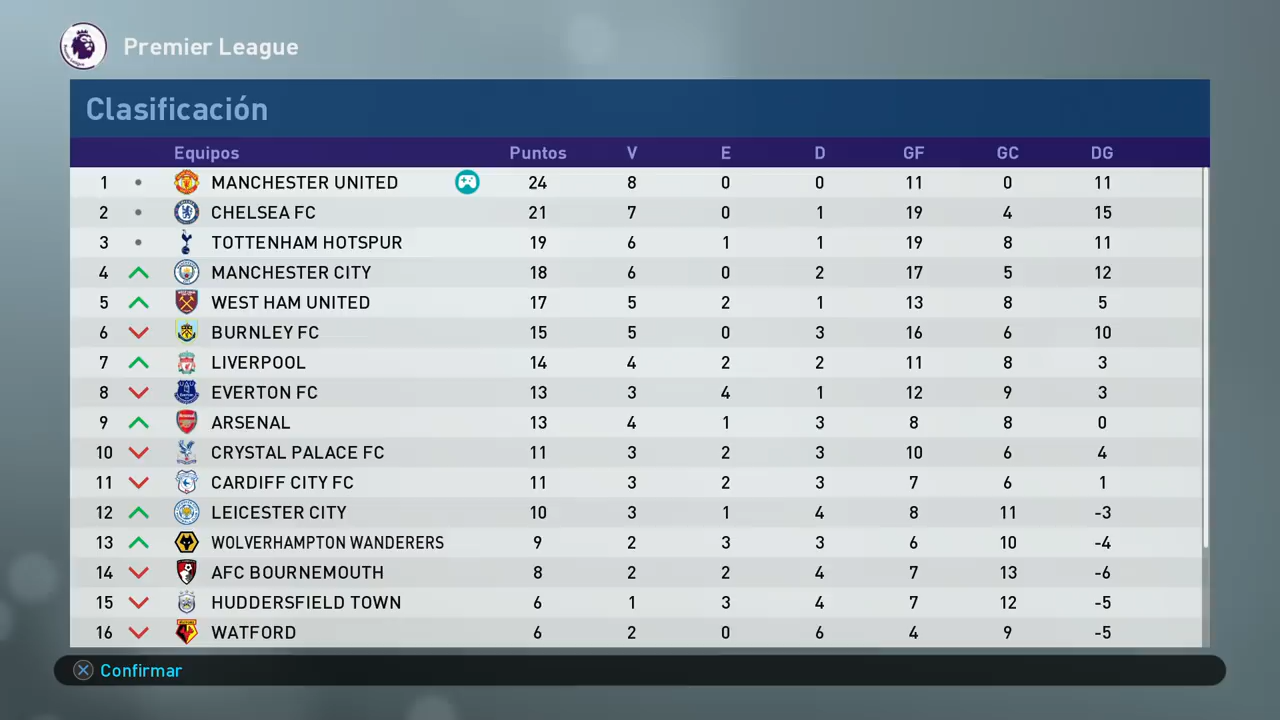 Premier League
Clasificación
Equipos Puntos V E D GF GC DG
1 MANCHESTER UNITED 24 8 0 0 11 0 11
2 CHELSEA FC 21 7 0 1 19 4 15
3 TOTTENHAM HOTSPUR 19 6 1 1 19 8 11
4 MANCHESTER CITY 18 6 0 2 17 5 12
5 WEST HAM UNITED 17 5 2 1 13 8 5
6 BURNLEY FC 15 5 0 3 16 6 10
7 LIVERPOOL 14 4 2 2 11 8 3
8 EVERTON FC 13 3 4 1 12 9 3
9 ARSENAL 13 4 1 3 8 8 0
10 CRYSTAL PALACE FC 11 3 2 3 10 6 4
11 CARDIFF CITY FC 11 3 2 3 7 6 1
12 LEICESTER CITY 10 3 1 4 8 11 -3
13 WOLVERHAMPTON WANDERERS 9 2 3 3 6 10 -4
14 AFC BOURNEMOUTH 8 2 2 4 7 13 -6
15 HUDDERSFIELD TOWN 6 1 3 4 7 12 -5
16 WATFORD 6 2 0 6 4 9 -5
Confirmar